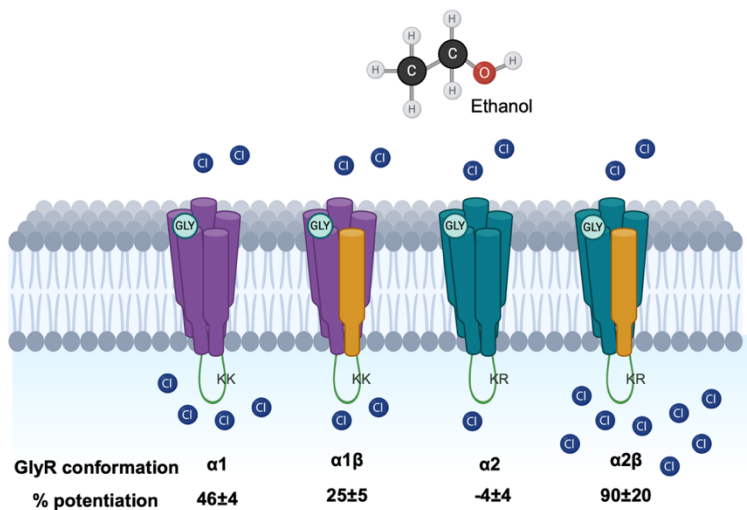 H
H
C
H
H
C
O
H
H
Ethanol
Cl Cl Cl Cl Cl Cl Cl Cl
GLY GLY GLY GLY
KK KK KR KR
Cl Cl Cl Cl
Cl Cl
Cl
Cl Cl Cl Cl Cl Cl Cl Cl Cl
GlyR conformation α1 α1β α2 α2β
% potentiation 46±4 25±5 -4±4 90±20